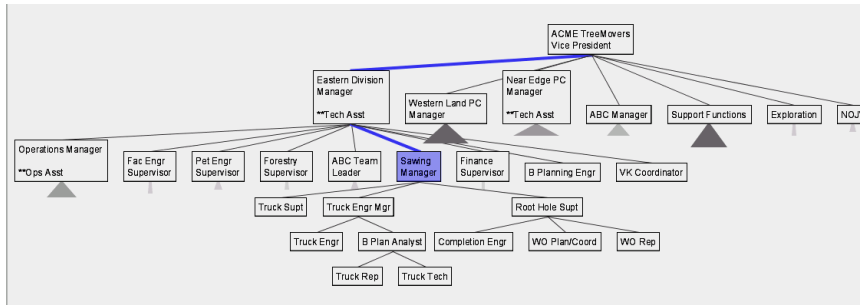 ACME TreeMovers
Vice President
Eastern Division
Manager
**Tech Asst
Western Land PC
Manager
Near Edge PC
Manager
**Tech Asst
ABC Manager
Support Functions
Exploration
Operations Manager
**Ops Asst
Fac Engr
Supervisor
Pet Engr
Supervisor
Forestry
Supervisor
ABC Team
Leader
Sawing
Manager
Finance
Supervisor
B Planning Engr
VK Coordinator
Truck Supt
Truck Engr Mgr
Root Hole Supt
Truck Engr
B Plan Analyst
Completion Engr
WO Plan/Coord
WO Rep
Truck Rep
Truck Tech